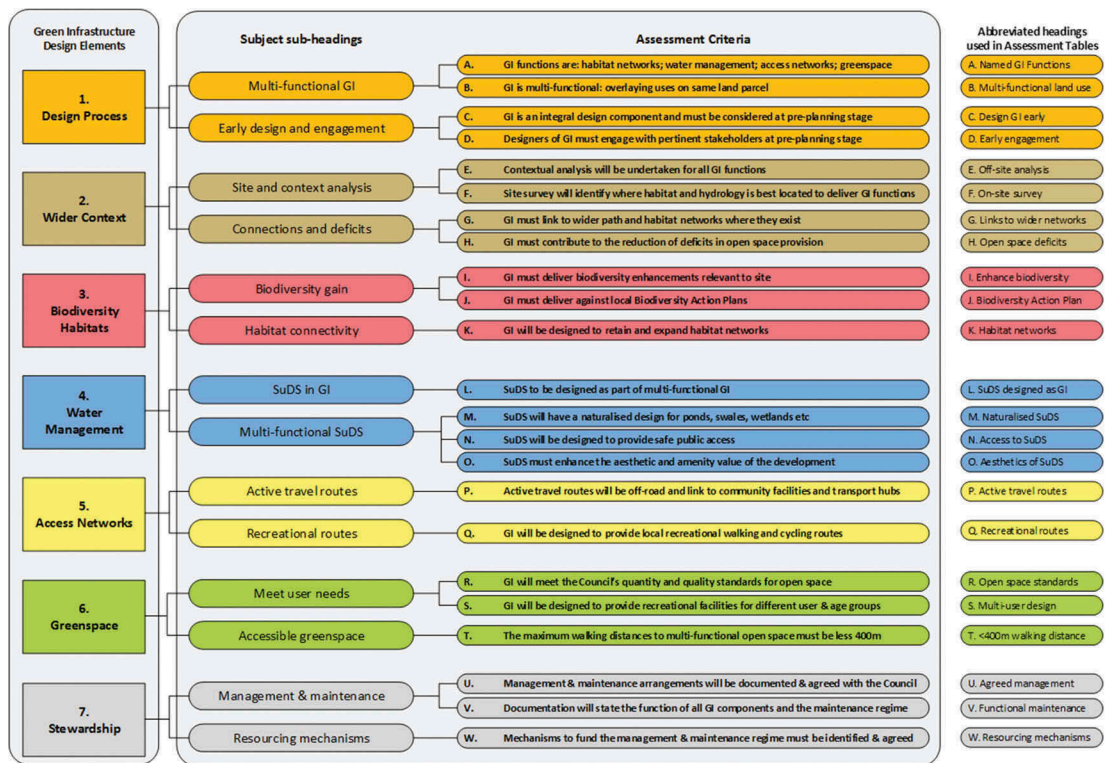 Green Infrastructure
Design Elements
Subject sub-headings
Assessment Criteria
Abbreviated headings
used in Assessment Tables
1.
Design Process
Multi-functional GI
A. GI functions are: habitat networks; water management; access networks; greenspace
A. Named GI Functions
B. GI is multi-functional: overlaying uses on same land parcel
B. Multi-functional land use
Early design and engagement
C. GI is an integral design component and must be considered at pre-planning stage
C. Design GI early
D. Designers of GI must engage with pertinent stakeholders at pre-planning stage
D. Early engagement
2.
Wider Context
Site and context analysis
E. Contextual analysis will be undertaken for all GI functions
E. Off-site analysis
F. Site survey will identify where habitat and hydrology is best located to deliver GI functions
F. On-site survey
Connections and deficits
G. GI must link to wider path and habitat networks where they exist
G. Links to wider networks
H. GI must contribute to the reduction of deficits in open space provision
H. Open space deficits
3.
Biodiversity
Habitats
Biodiversity gain
I. GI must deliver biodiversity enhancements relevant to site
I. Enhance biodiversity
J. GI must deliver against local Biodiversity Action Plans
J. Biodiversity Action Plan
Habitat connectivity
K. GI will be designed to retain and expand habitat networks
K. Habitat networks
4.
Water
Management
SuDS in GI
L. SuDS to be designed as part of multi-functional GI
L. SuDS designed as GI
Multi-functional SuDS
M. SuDS will have a naturalised design for ponds, swales, wetlands etc
M. Naturalised SuDS
N. SuDS will be designed to provide safe public access
N. Access to SuDS
O. SuDS must enhance the aesthetic and amenity value of the development
O. Aesthetics of SuDS
5.
Access Networks
Active travel routes
P. Active travel routes will be off-road and link to community facilities and transport hubs
P. Active travel routes
Recreational routes
Q. GI will be designed to provide local recreational walking and cycling routes
Q. Recreational routes
6.
Greenspace
Meet user needs
R. GI will meet the Council's quantity and quality standards for open space
R. Open space standards
S. GI will be designed to provide recreational facilities for different user & age groups
S. Multi-user design
Accessible greenspace
T. The maximum walking distances to multi-functional open space must be less 400m
T. <400m walking distance
7.
Stewardship
Management & maintenance
U. Management & maintenance arrangements will be documented & agreed with the Council
U. Agreed management
V. Documentation will state the function of all GI components and the maintenance regime
V. Functional maintenance
Resourcing mechanisms
W. Mechanisms to fund the management & maintenance regime must be identified & agreed
W. Resourcing mechanisms